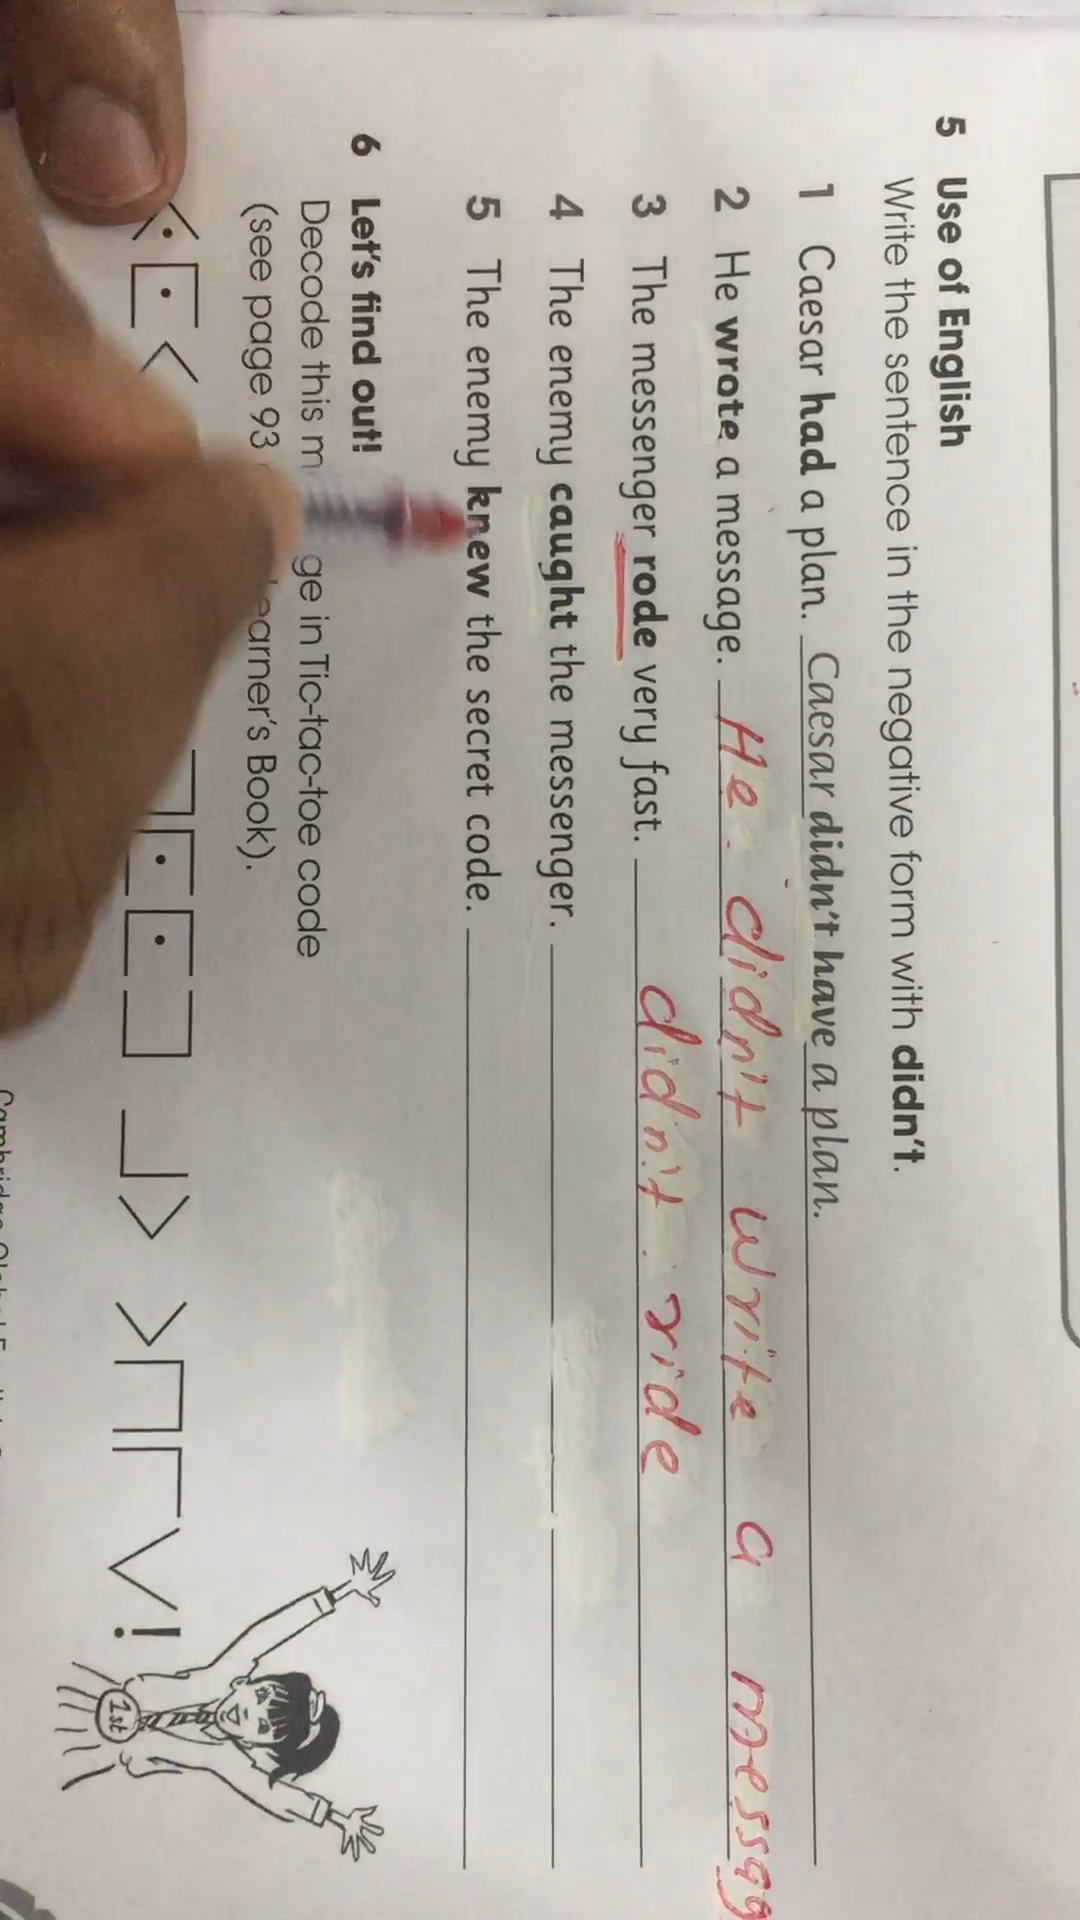 5 Use of English
Write the sentence in the negative form with didn't.
1 Caesar had a plan. Caesar didn't have a plan.
2 He wrote a message. He didn't write a messag
3 The messenger rode very fast. didn't ride
4 The enemy caught the messenger.
5 The enemy knew the secret code.
6 Let's find out!
Decode this in Tic-tac-toe code
(see page 93 Book).
1st